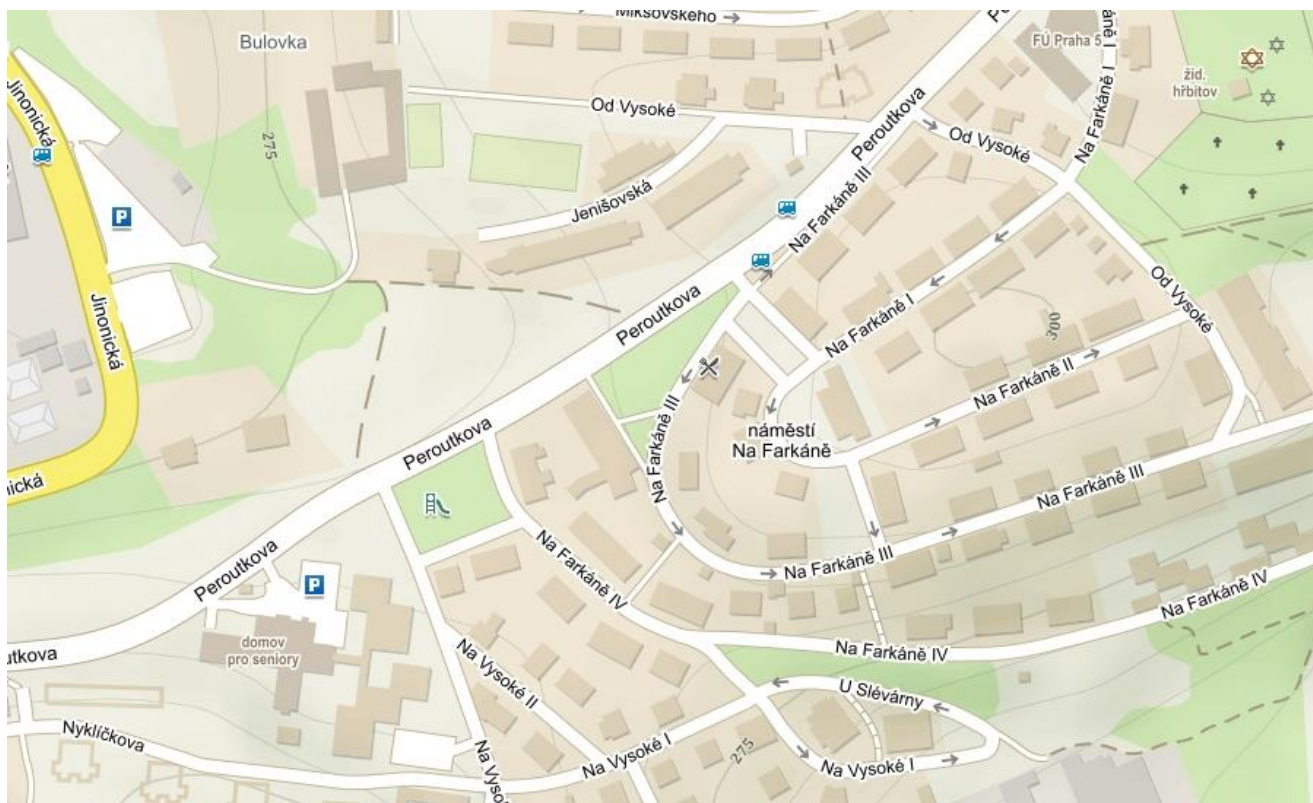 Mikšovského
Bulovka
FÚ Praha 5
žid.
hřbitov
Jinonická
275
Od Vysoké
Peroutkova
Na Farkáně I
Od Vysoké
Jenišovská
Na Farkáně III
P
Jinonická
Peroutkova
Od Vysoké
Na Farkáně I
300
Na Farkáně II
Na Farkáně III
náměstí
Na Farkáně
Peroutkova
Na Farkáně III
Peroutkova
P
Na Farkáně III
Na Farkáně IV
Na Farkáně IV
domov
pro seniory
Na Farkáně IV
Na Vysoké II
U Slévárny
Nyklíčkova
Na Vysoké I
275
Na Vysoké I